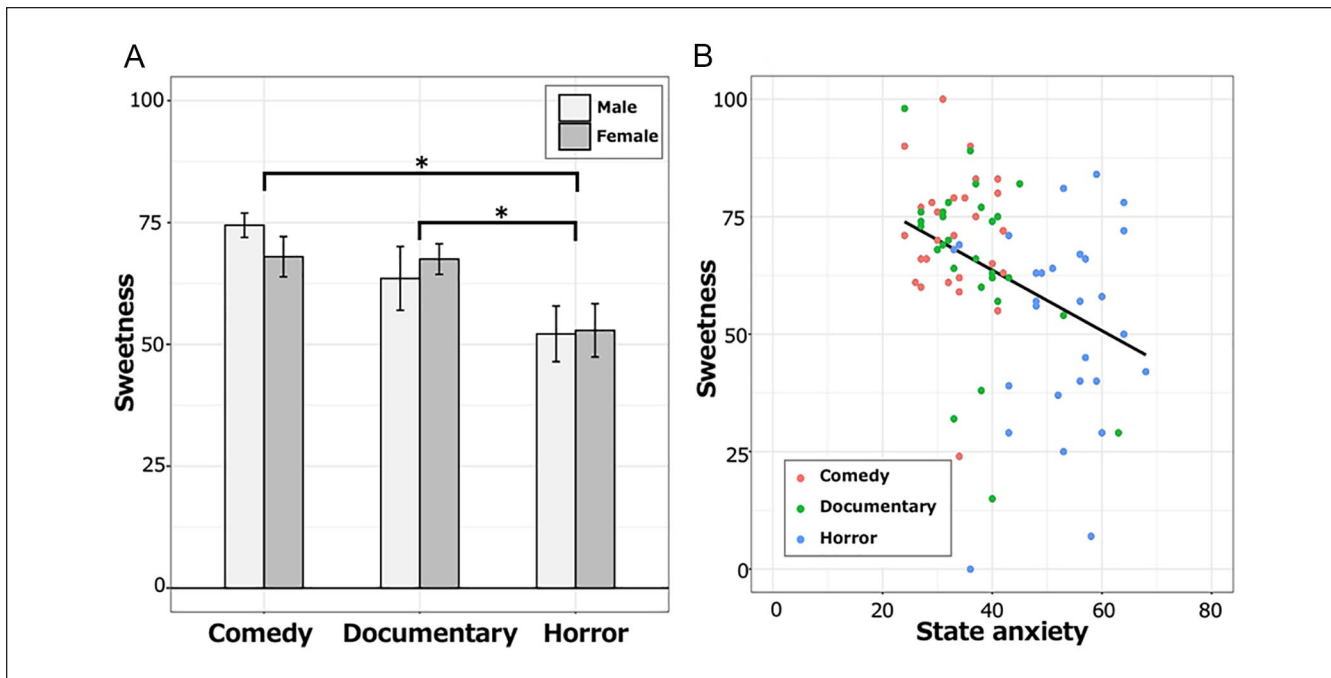 A
100
75
50
25
0
Sweetness
Male
Female
*
*
Comedy Documentary Horror
B
100
75
50
25
0
Sweetness
Comedy
Documentary
Horror
0 20 40 60 80
State anxiety